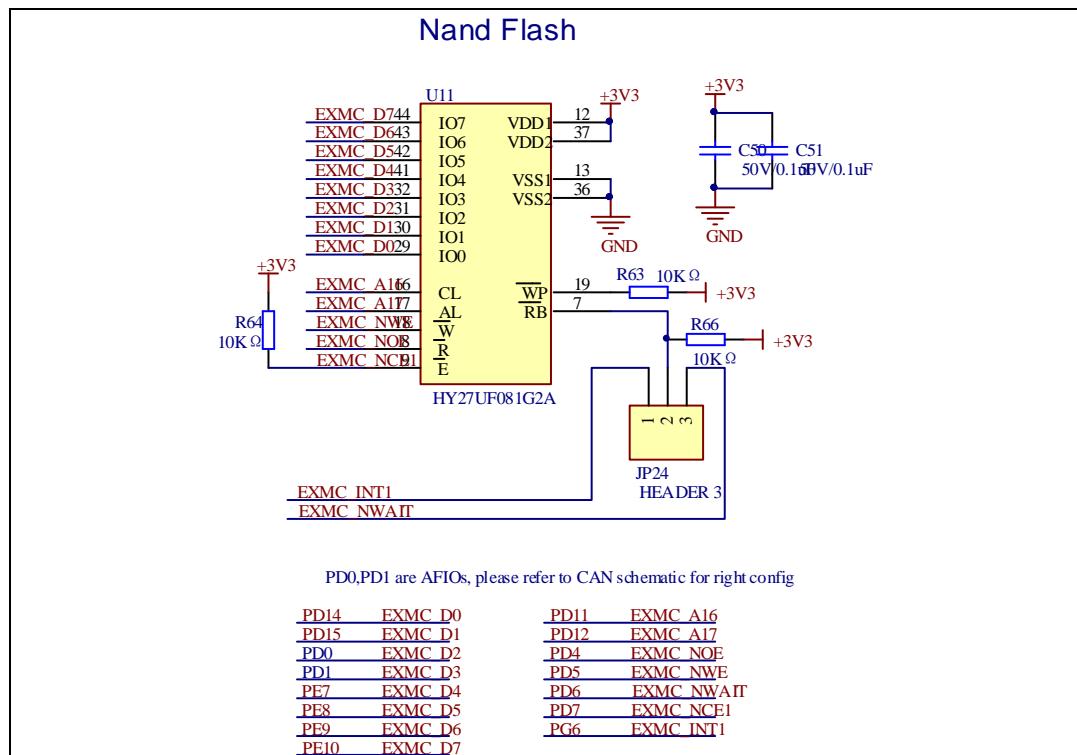 Nand Flash
U11
+3V3
+3V3
EXMC_D7 44 IO7 VDD1 12
EXMC_D6 43 IO6 VDD2 37
EXMC_D5 42 IO5
EXMC_D4 41 IO4 VSS1 13
EXMC_D3 32 IO3 VSS2 36
EXMC_D2 31 IO2
EXMC_D1 30 IO1
EXMC_D0 29 IO0
C50 C51
50V/0.1uF 50V/0.1uF
GND
GND
+3V3
EXMC_A16 16 CL WP 19 R63 10KΩ +3V3
EXMC_A17 17 AL RB 7
EXMC_NWE 18 W
EXMC_NOE 8 R
EXMC_NCE1 9 E
R64
10KΩ
R66
10KΩ
+3V3
HY27UF081G2A
1 2 3
JP24
HEADER 3
EXMC_INT1
EXMC_NWAIT
PD0,PD1 are AFIOs, please refer to CAN schematic for right config
PD14 EXMC_D0 PD11 EXMC_A16
PD15 EXMC_D1 PD12 EXMC_A17
PD0 EXMC_D2 PD4 EXMC_NOE
PD1 EXMC_D3 PD5 EXMC_NWE
PE7 EXMC_D4 PD6 EXMC_NWAIT
PE8 EXMC_D5 PD7 EXMC_NCE1
PE9 EXMC_D6 PG6 EXMC_INT1
PE10 EXMC_D7